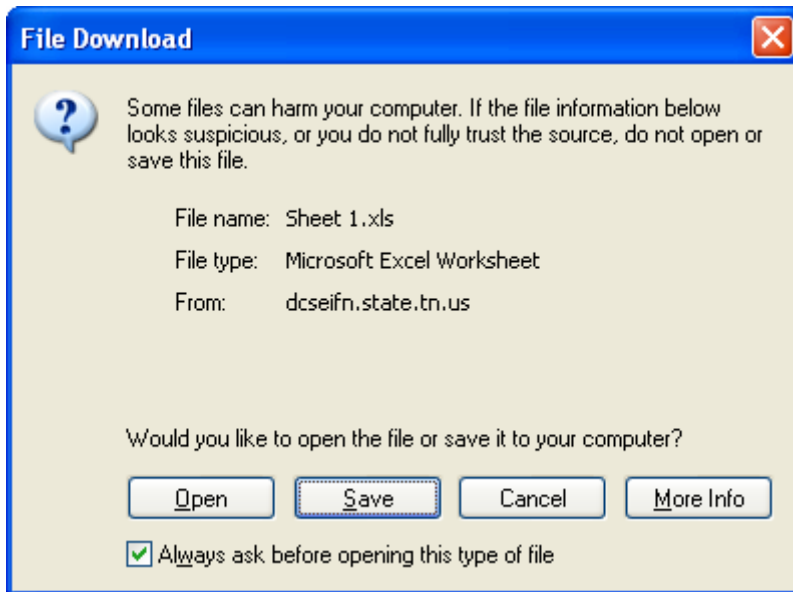 File Download
Some files can harm your computer. If the file information below
looks suspicious, or you do not fully trust the source, do not open or
save this file.
File name: Sheet 1.xls
File type: Microsoft Excel Worksheet
From: dcseifn.state.tn.us
Would you like to open the file or save it to your computer?
Open Save Cancel More Info
Always ask before opening this type of file